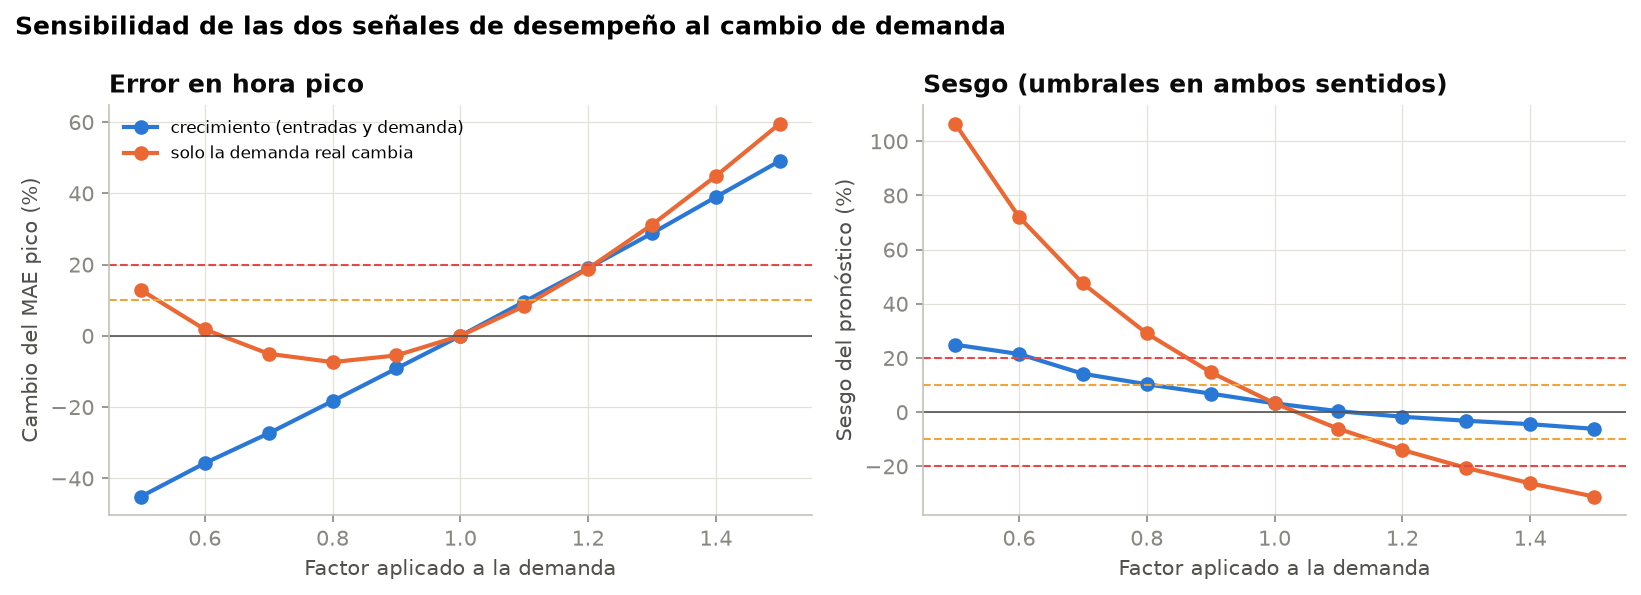 Sensibilidad de las dos señales de desempeño al cambio de demanda
Error en hora pico
crecimiento (entradas y demanda)
solo la demanda real cambia
Cambio del MAE pico (%)
60
40
20
0
−20
−40
0.6
0.8
1.0
1.2
1.4
Factor aplicado a la demanda
Sesgo (umbrales en ambos sentidos)
Sesgo del pronóstico (%)
100
80
60
40
20
0
−20
0.6
0.8
1.0
1.2
1.4
Factor aplicado a la demanda